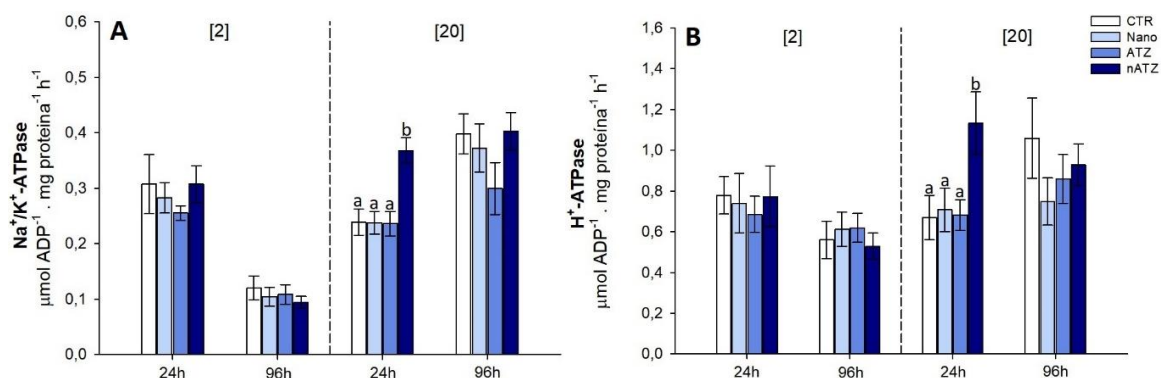 A
[2]
[20]
Na⁺/K⁺-ATPase
µmol ADP⁻¹ . mg proteína⁻¹ h⁻¹
0,6
0,5
0,4
0,3
0,2
0,1
0,0
a a a b
24h 96h 24h 96h
B
[2]
[20]
CTR
Nano
ATZ
nATZ
H⁺-ATPase
µmol ADP⁻¹ . mg proteína⁻¹ h⁻¹
1,6
1,4
1,2
1,0
0,8
0,6
0,4
0,2
0,0
a a a b
24h 96h 24h 96h